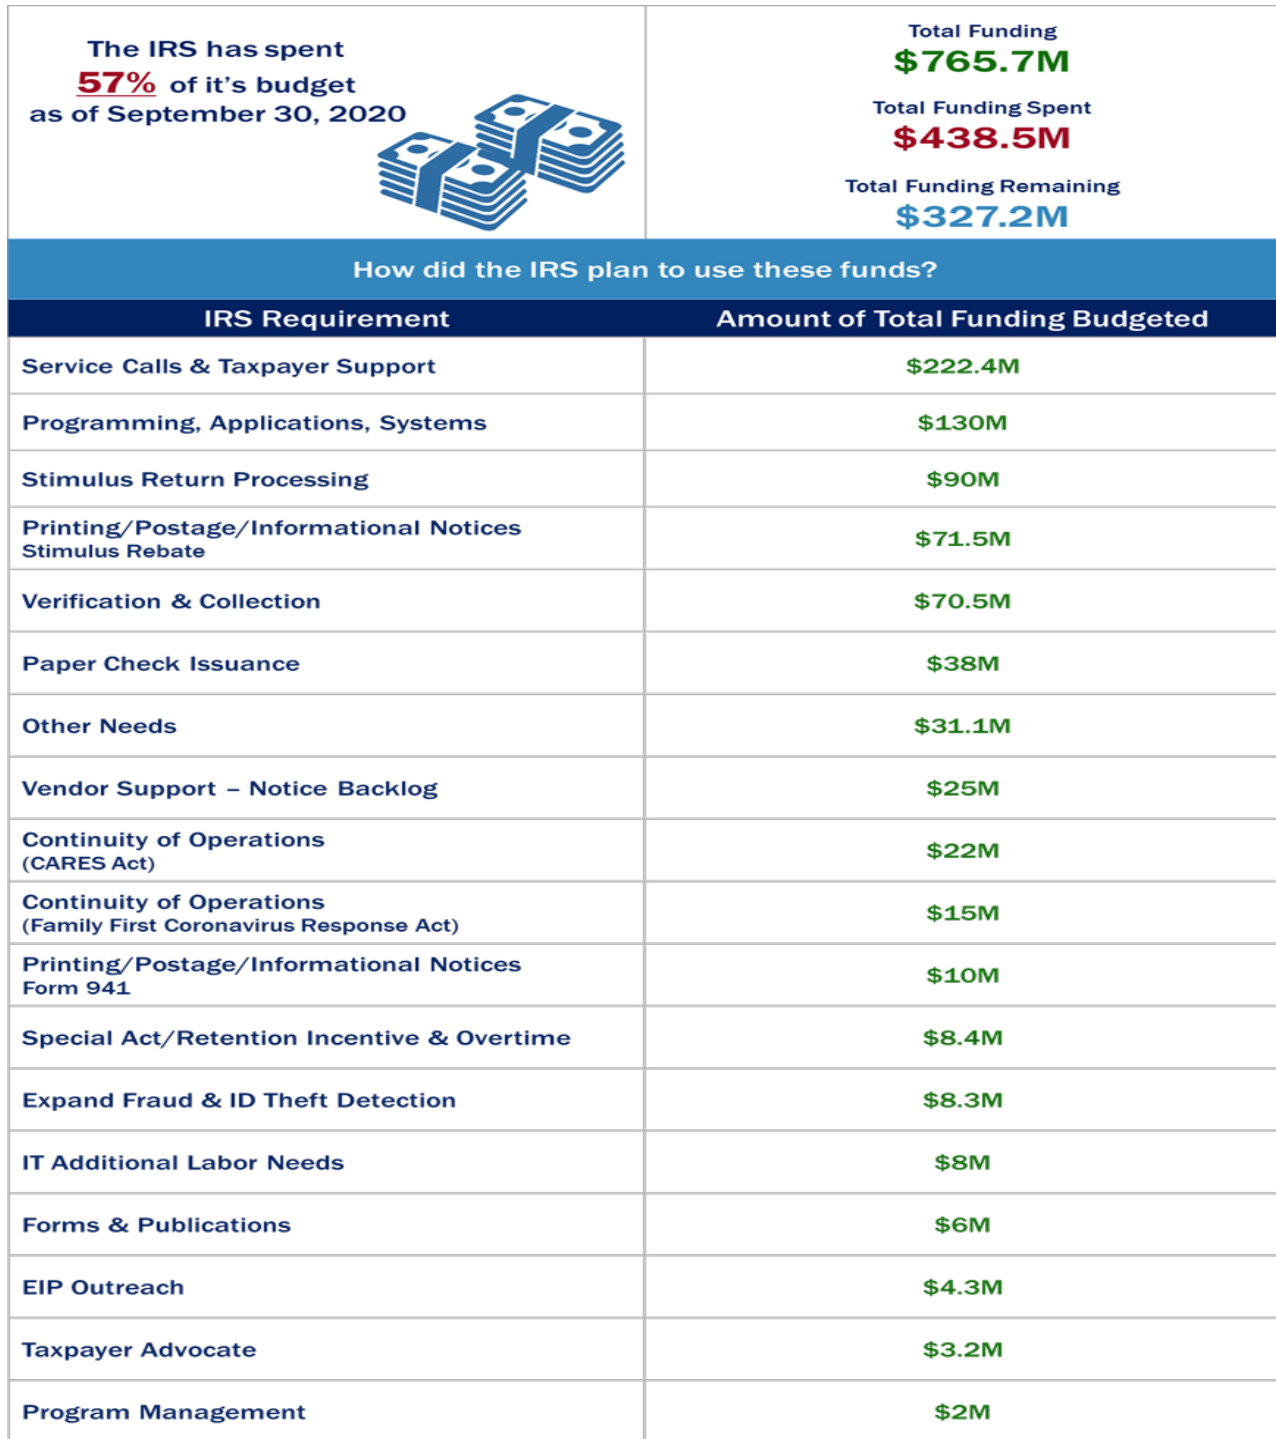 The IRS has spent
57% of it's budget
as of September 30, 2020
Total Funding
$765.7M
Total Funding Spent
$438.5M
Total Funding Remaining
$327.2M
How did the IRS plan to use these funds?
IRS Requirement Amount of Total Funding Budgeted
Service Calls & Taxpayer Support $222.4M
Programming, Applications, Systems $130M
Stimulus Return Processing $90M
Printing/Postage/Informational Notices
Stimulus Rebate
$71.5M
Verification & Collection $70.5M
Paper Check Issuance $38M
Other Needs $31.1M
Vendor Support – Notice Backlog $25M
Continuity of Operations
(CARES Act)
$22M
Continuity of Operations
(Family First Coronavirus Response Act)
$15M
Printing/Postage/Informational Notices
Form 941
$10M
Special Act/Retention Incentive & Overtime $8.4M
Expand Fraud & ID Theft Detection $8.3M
IT Additional Labor Needs $8M
Forms & Publications $6M
EIP Outreach $4.3M
Taxpayer Advocate $3.2M
Program Management $2M